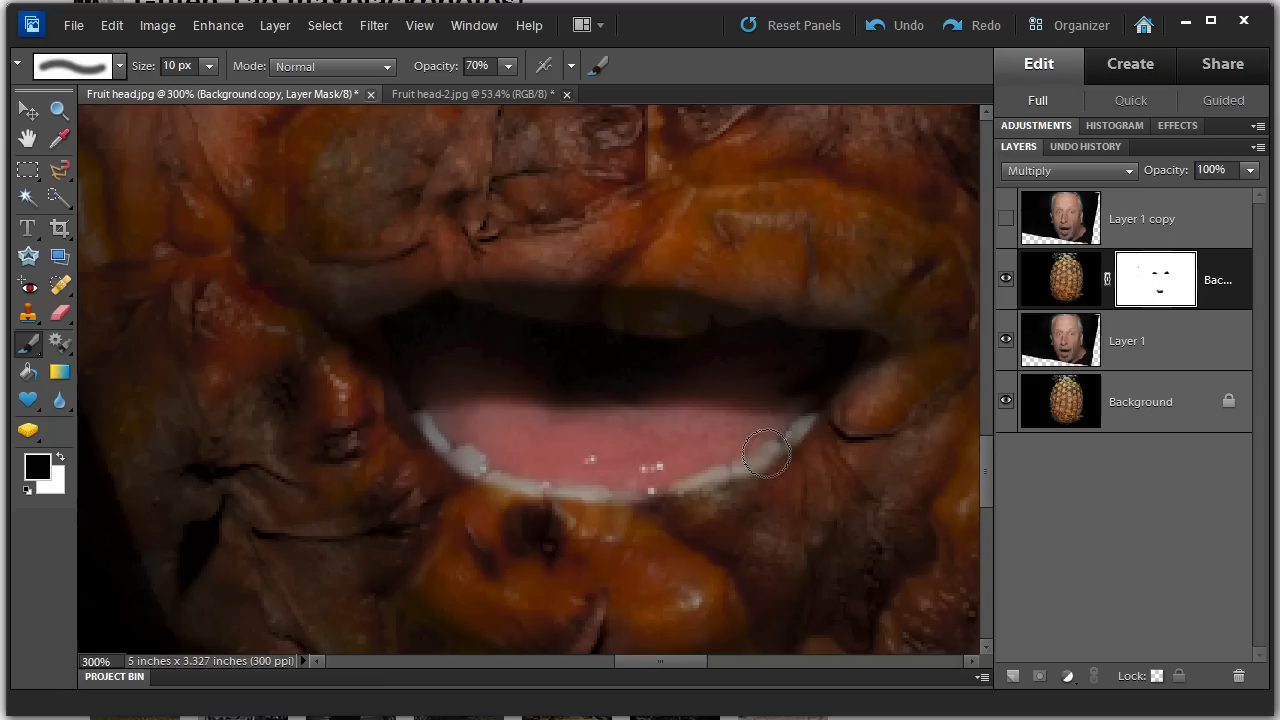 File Edit Image Enhance Layer Select Filter View Window Help Reset Panels Undo Redo Organizer
Size: 10 px Mode: Normal Opacity: 70%
Edit Create Share
Fruit head.jpg @ 300% (Background copy, Layer Mask/8) * Fruit head-2.jpg @ 53.4% (RGB/8) *
Full Quick Guided
ADJUSTMENTS HISTOGRAM EFFECTS
LAYERS UNDO HISTORY
Multiply Opacity: 100%
Layer 1 copy
Bac...
Layer 1
Background
T
300% 5 inches x 3.327 inches (300 ppi)
Lock:
PROJECT BIN